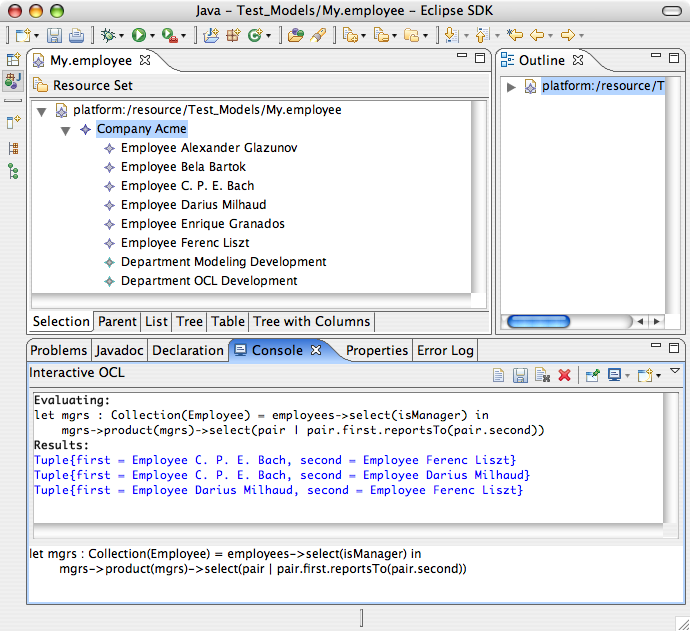 Java - Test_Models/My.employee - Eclipse SDK
My.employee
Resource Set
platform:/resource/Test_Models/My.employee
Company Acme
Employee Alexander Glazunov
Employee Bela Bartok
Employee C. P. E. Bach
Employee Darius Milhaud
Employee Enrique Granados
Employee Ferenc Liszt
Department Modeling Development
Department OCL Development
Selection Parent List Tree Table Tree with Columns
Outline
platform:/resource/T
Problems Javadoc Declaration Console Properties Error Log
Interactive OCL
Evaluating:
let mgrs : Collection(Employee) = employees->select(isManager) in
mgrs->product(mgrs)->select(pair | pair.first.reportsTo(pair.second))
Results:
Tuple{first = Employee C. P. E. Bach, second = Employee Ferenc Liszt}
Tuple{first = Employee C. P. E. Bach, second = Employee Darius Milhaud}
Tuple{first = Employee Darius Milhaud, second = Employee Ferenc Liszt}
let mgrs : Collection(Employee) = employees->select(isManager) in
mgrs->product(mgrs)->select(pair | pair.first.reportsTo(pair.second))